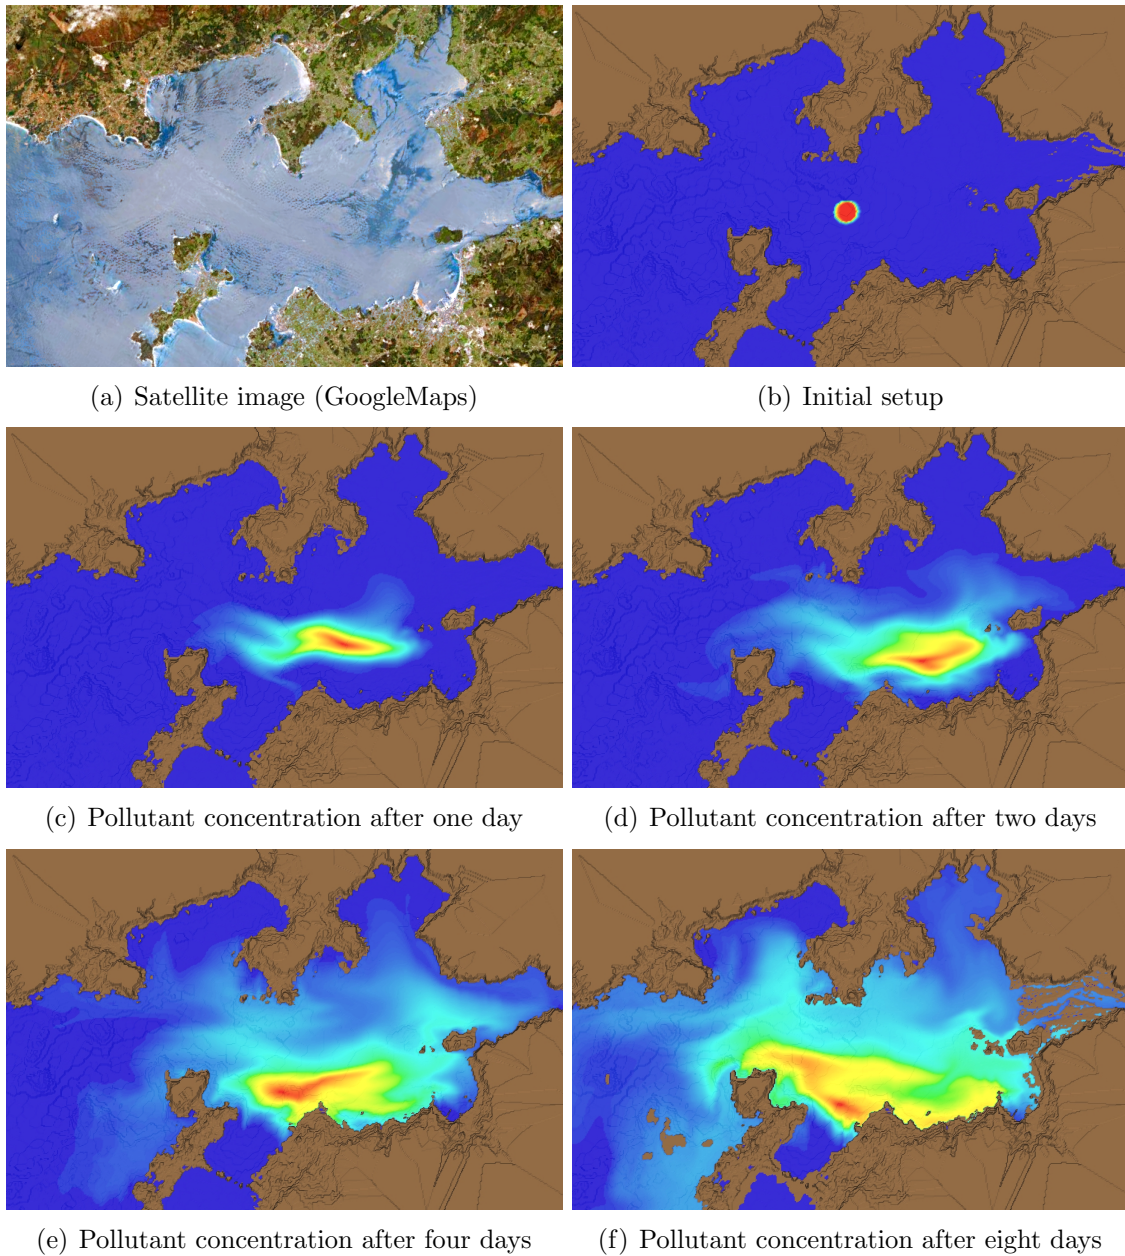 (a) Satellite image (GoogleMaps)
(b) Initial setup
(c) Pollutant concentration after one day
(d) Pollutant concentration after two days
(e) Pollutant concentration after four days
(f) Pollutant concentration after eight days